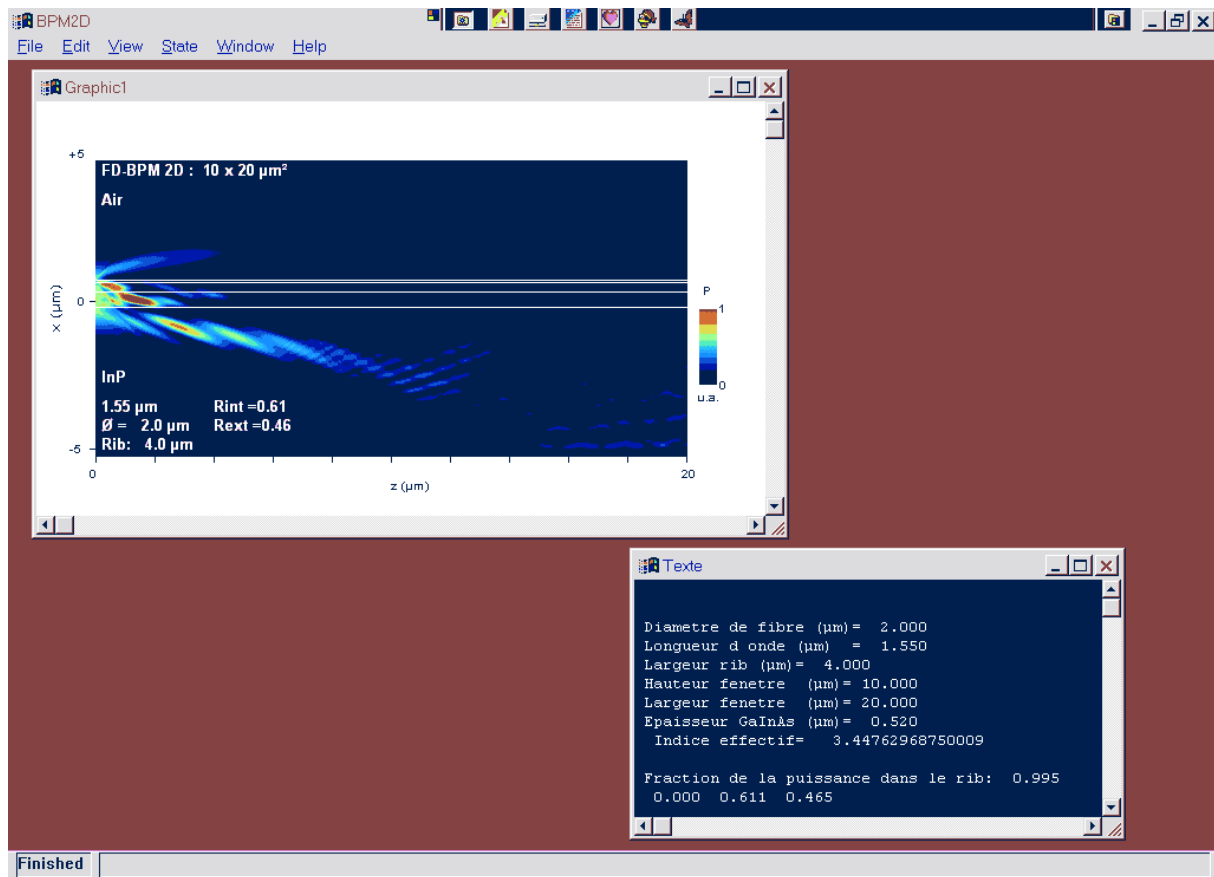 BPM2D
File Edit View State Window Help
Graphic1
+5
FD-BPM 2D : 10 x 20 µm²
Air
x (µm)
0
P
1
0
u.a.
InP
1.55 µm Rint =0.61
Ø = 2.0 µm Rext =0.46
Rib: 4.0 µm
-5
0
20
z (µm)
Texte
Diametre de fibre (µm)= 2.000
Longueur d onde (µm) = 1.550
Largeur rib (µm)= 4.000
Hauteur fenetre (µm)= 10.000
Largeur fenetre (µm)= 20.000
Epaisseur GaInAs (µm)= 0.520
Indice effectif= 3.44762968750009
Fraction de la puissance dans le rib: 0.995
0.000 0.611 0.465
Finished